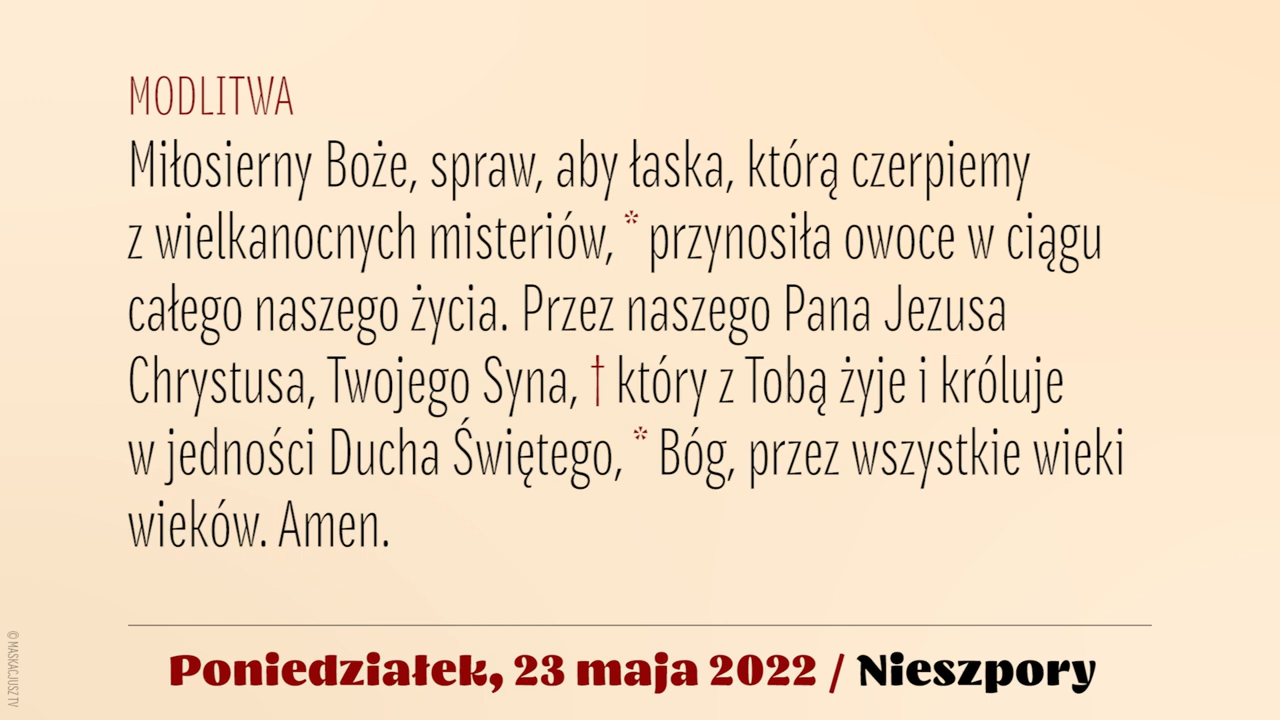 MODLITWA
Miłosierny Boże, spraw, aby łaska, którą czerpiemy
z wielkanocnych misteriów, * przynosiła owoce w ciągu
całego naszego życia. Przez naszego Pana Jezusa
Chrystusa, Twojego Syna, † który z Tobą żyje i króluje
w jedności Ducha Świętego, * Bóg, przez wszystkie wieki
wieków. Amen.
Poniedziałek, 23 maja 2022 / Nieszpory
© MASKACJUSZ TV